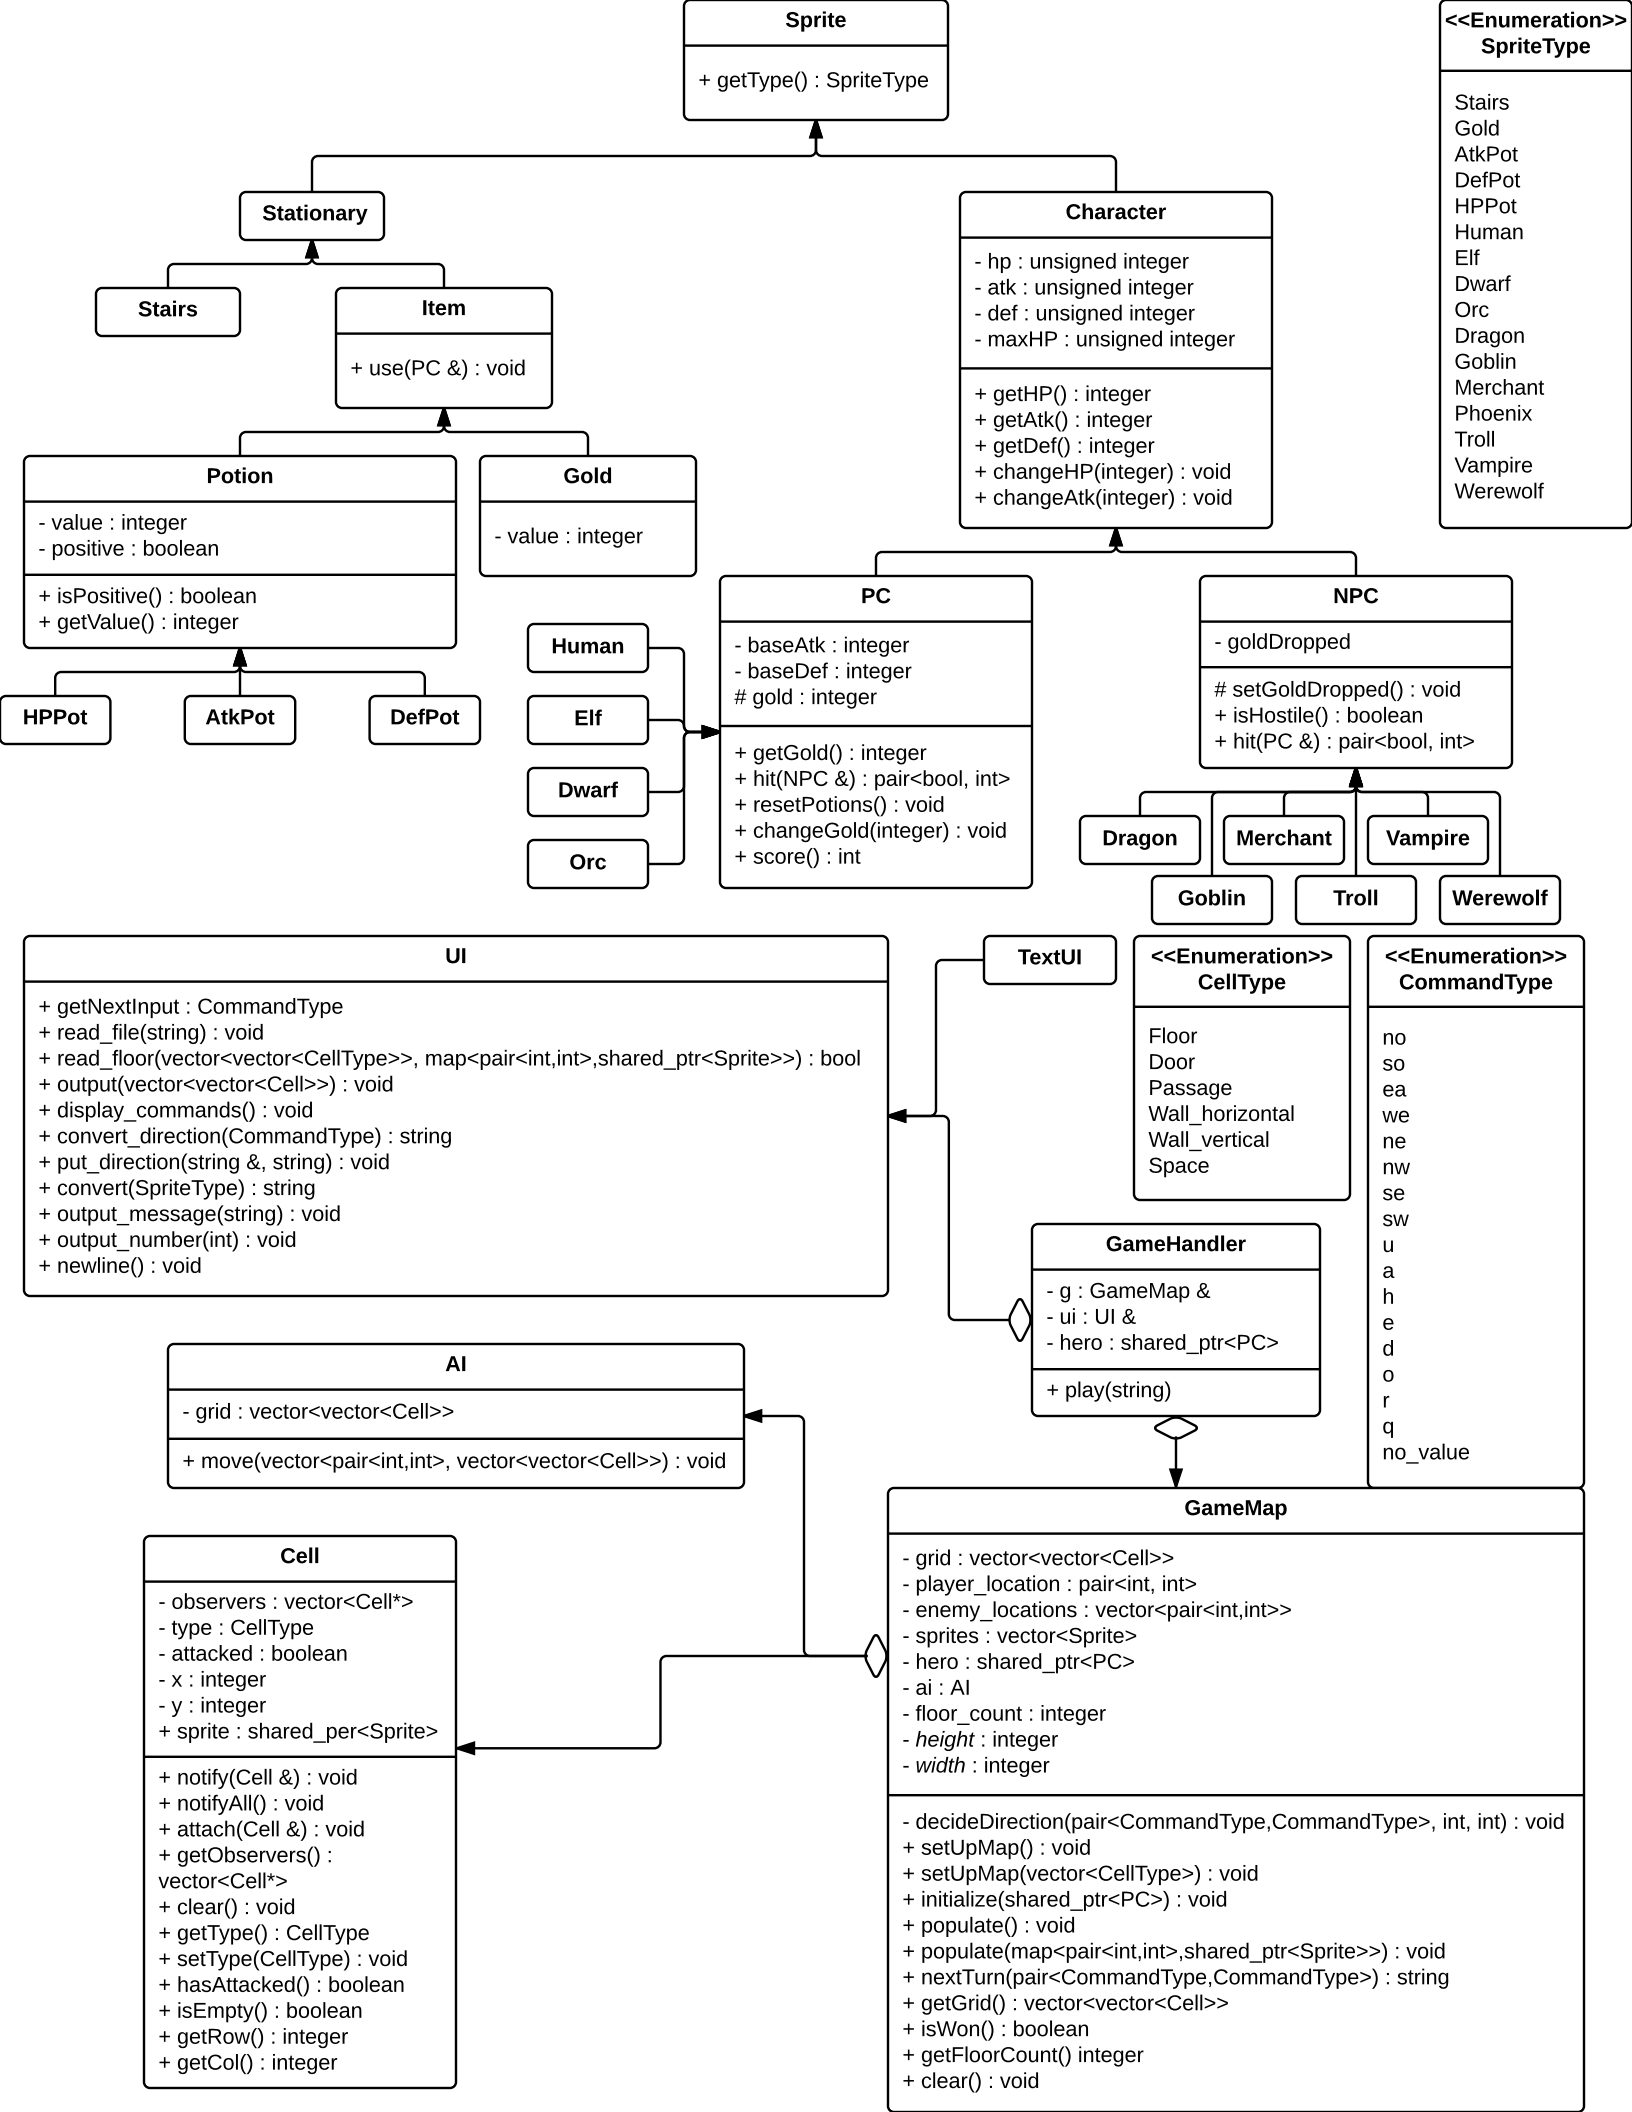 Sprite
+ getType() : SpriteType
<<Enumeration>>
SpriteType
Stairs
Gold
AtkPot
DefPot
HPPot
Human
Elf
Dwarf
Orc
Dragon
Goblin
Merchant
Phoenix
Troll
Vampire
Werewolf
Stationary
Stairs
Item
+ use(PC &) : void
Character
- hp : unsigned integer
- atk : unsigned integer
- def : unsigned integer
- maxHP : unsigned integer
+ getHP() : integer
+ getAtk() : integer
+ getDef() : integer
+ changeHP(integer) : void
+ changeAtk(integer) : void
Potion
- value : integer
- positive : boolean
+ isPositive() : boolean
+ getValue() : integer
Gold
- value : integer
HPPot
AtkPot
DefPot
Human
Elf
Dwarf
Orc
PC
- baseAtk : integer
- baseDef : integer
# gold : integer
+ getGold() : integer
+ hit(NPC &) : pair<bool, int>
+ resetPotions() : void
+ changeGold(integer) : void
+ score() : int
NPC
- goldDropped
# setGoldDropped() : void
+ isHostile() : boolean
+ hit(PC &) : pair<bool, int>
Dragon
Merchant
Vampire
Goblin
Troll
Werewolf
UI
+ getNextInput : CommandType
+ read_file(string) : void
+ read_floor(vector<vector<CellType>>, map<pair<int,int>,shared_ptr<Sprite>>) : bool
+ output(vector<vector<Cell>>) : void
+ display_commands() : void
+ convert_direction(CommandType) : string
+ put_direction(string &, string) : void
+ convert(SpriteType) : string
+ output_message(string) : void
+ output_number(int) : void
+ newline() : void
TextUI
<<Enumeration>>
CellType
Floor
Door
Passage
Wall_horizontal
Wall_vertical
Space
<<Enumeration>>
CommandType
no
so
ea
we
ne
nw
se
sw
u
a
h
e
d
o
r
q
no_value
GameHandler
- g : GameMap &
- ui : UI &
- hero : shared_ptr<PC>
+ play(string)
AI
- grid : vector<vector<Cell>>
+ move(vector<pair<int,int>, vector<vector<Cell>>) : void
Cell
- observers : vector<Cell*>
- type : CellType
- attacked : boolean
- x : integer
- y : integer
+ sprite : shared_per<Sprite>
+ notify(Cell &) : void
+ notifyAll() : void
+ attach(Cell &) : void
+ getObservers() :
vector<Cell*>
+ clear() : void
+ getType() : CellType
+ setType(CellType) : void
+ hasAttacked() : boolean
+ isEmpty() : boolean
+ getRow() : integer
+ getCol() : integer
GameMap
- grid : vector<vector<Cell>>
- player_location : pair<int, int>
- enemy_locations : vector<pair<int,int>>
- sprites : vector<Sprite>
- hero : shared_ptr<PC>
- ai : AI
- floor_count : integer
- height : integer
- width : integer
- decideDirection(pair<CommandType,CommandType>, int, int) : void
+ setUpMap() : void
+ setUpMap(vector<CellType>) : void
+ initialize(shared_ptr<PC>) : void
+ populate() : void
+ populate(map<pair<int,int>,shared_ptr<Sprite>>) : void
+ nextTurn(pair<CommandType,CommandType>) : string
+ getGrid() : vector<vector<Cell>>
+ isWon() : boolean
+ getFloorCount() integer
+ clear() : void